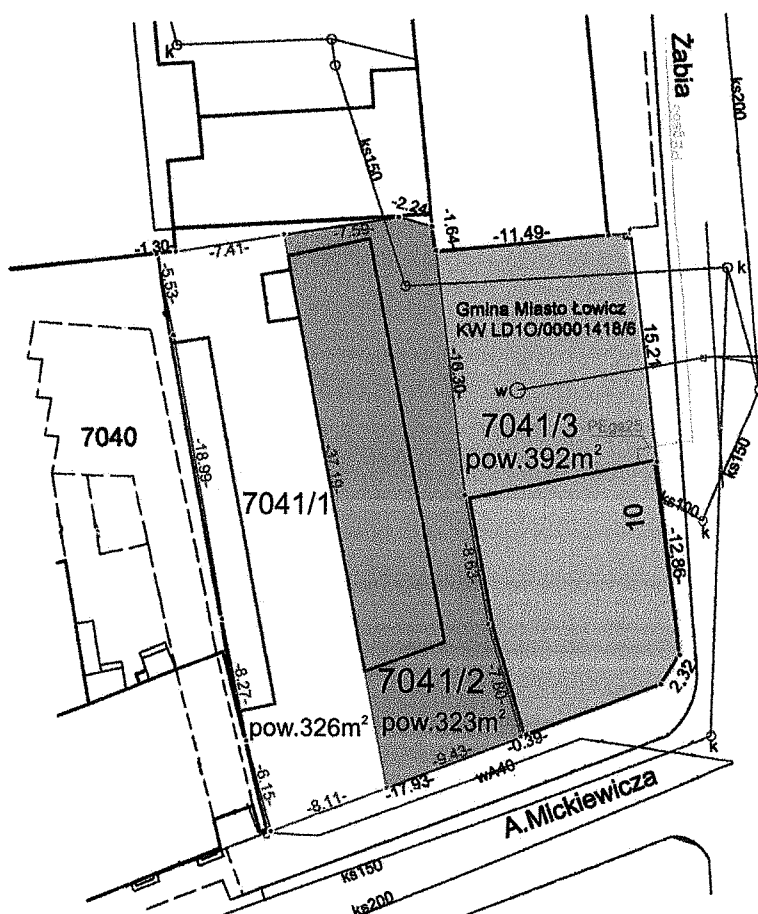 Żabia
ks200
k
ks150
-2.24-
-1.30-
-7.41-
-7.59-
-1.64-
-11.49-
k
-5.53-
Gmina Miasto Łowicz
KW LD1O/00001418/6
15.21
-16.30-
w
7041/3
pow.392m²
7040
-18.99-
-37.19-
7041/1
ks150
ks100
k
10
-12.86-
-8.63-
-8.27-
7041/2
pow.326m²
pow.323m²
2.32
-0.39-
k
-9.43-
-17.93-
wA40
-6.15-
-8.11-
A.Mickiewicza
ks150
ks200